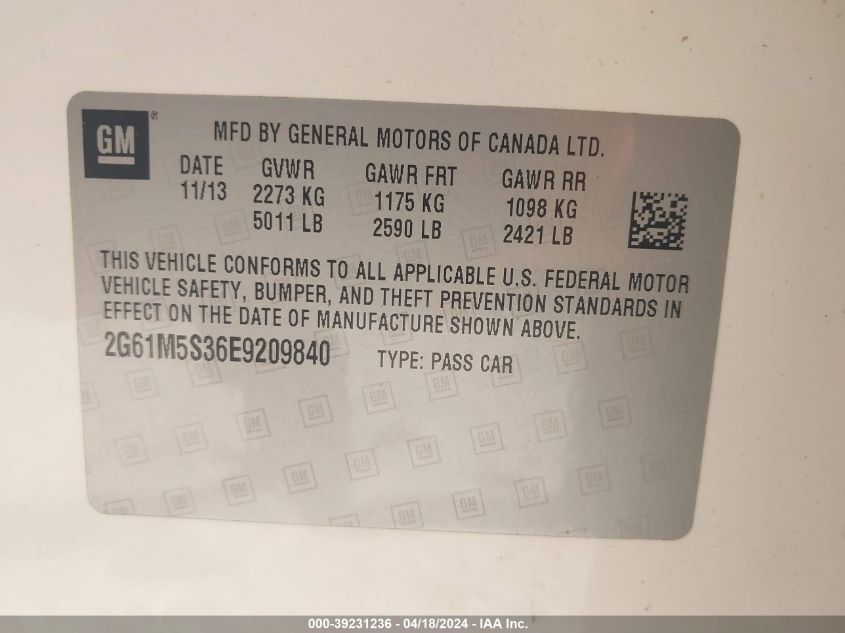 GM ®
MFD BY GENERAL MOTORS OF CANADA LTD.
DATE GVWR GAWR FRT GAWR RR
11/13 2273 KG 1175 KG 1098 KG
5011 LB 2590 LB 2421 LB
THIS VEHICLE CONFORMS TO ALL APPLICABLE U.S. FEDERAL MOTOR
VEHICLE SAFETY, BUMPER, AND THEFT PREVENTION STANDARDS IN
EFFECT ON THE DATE OF MANUFACTURE SHOWN ABOVE.
2G61M5S36E9209840 TYPE: PASS CAR
000-39231236 - 04/18/2024 - IAA Inc.